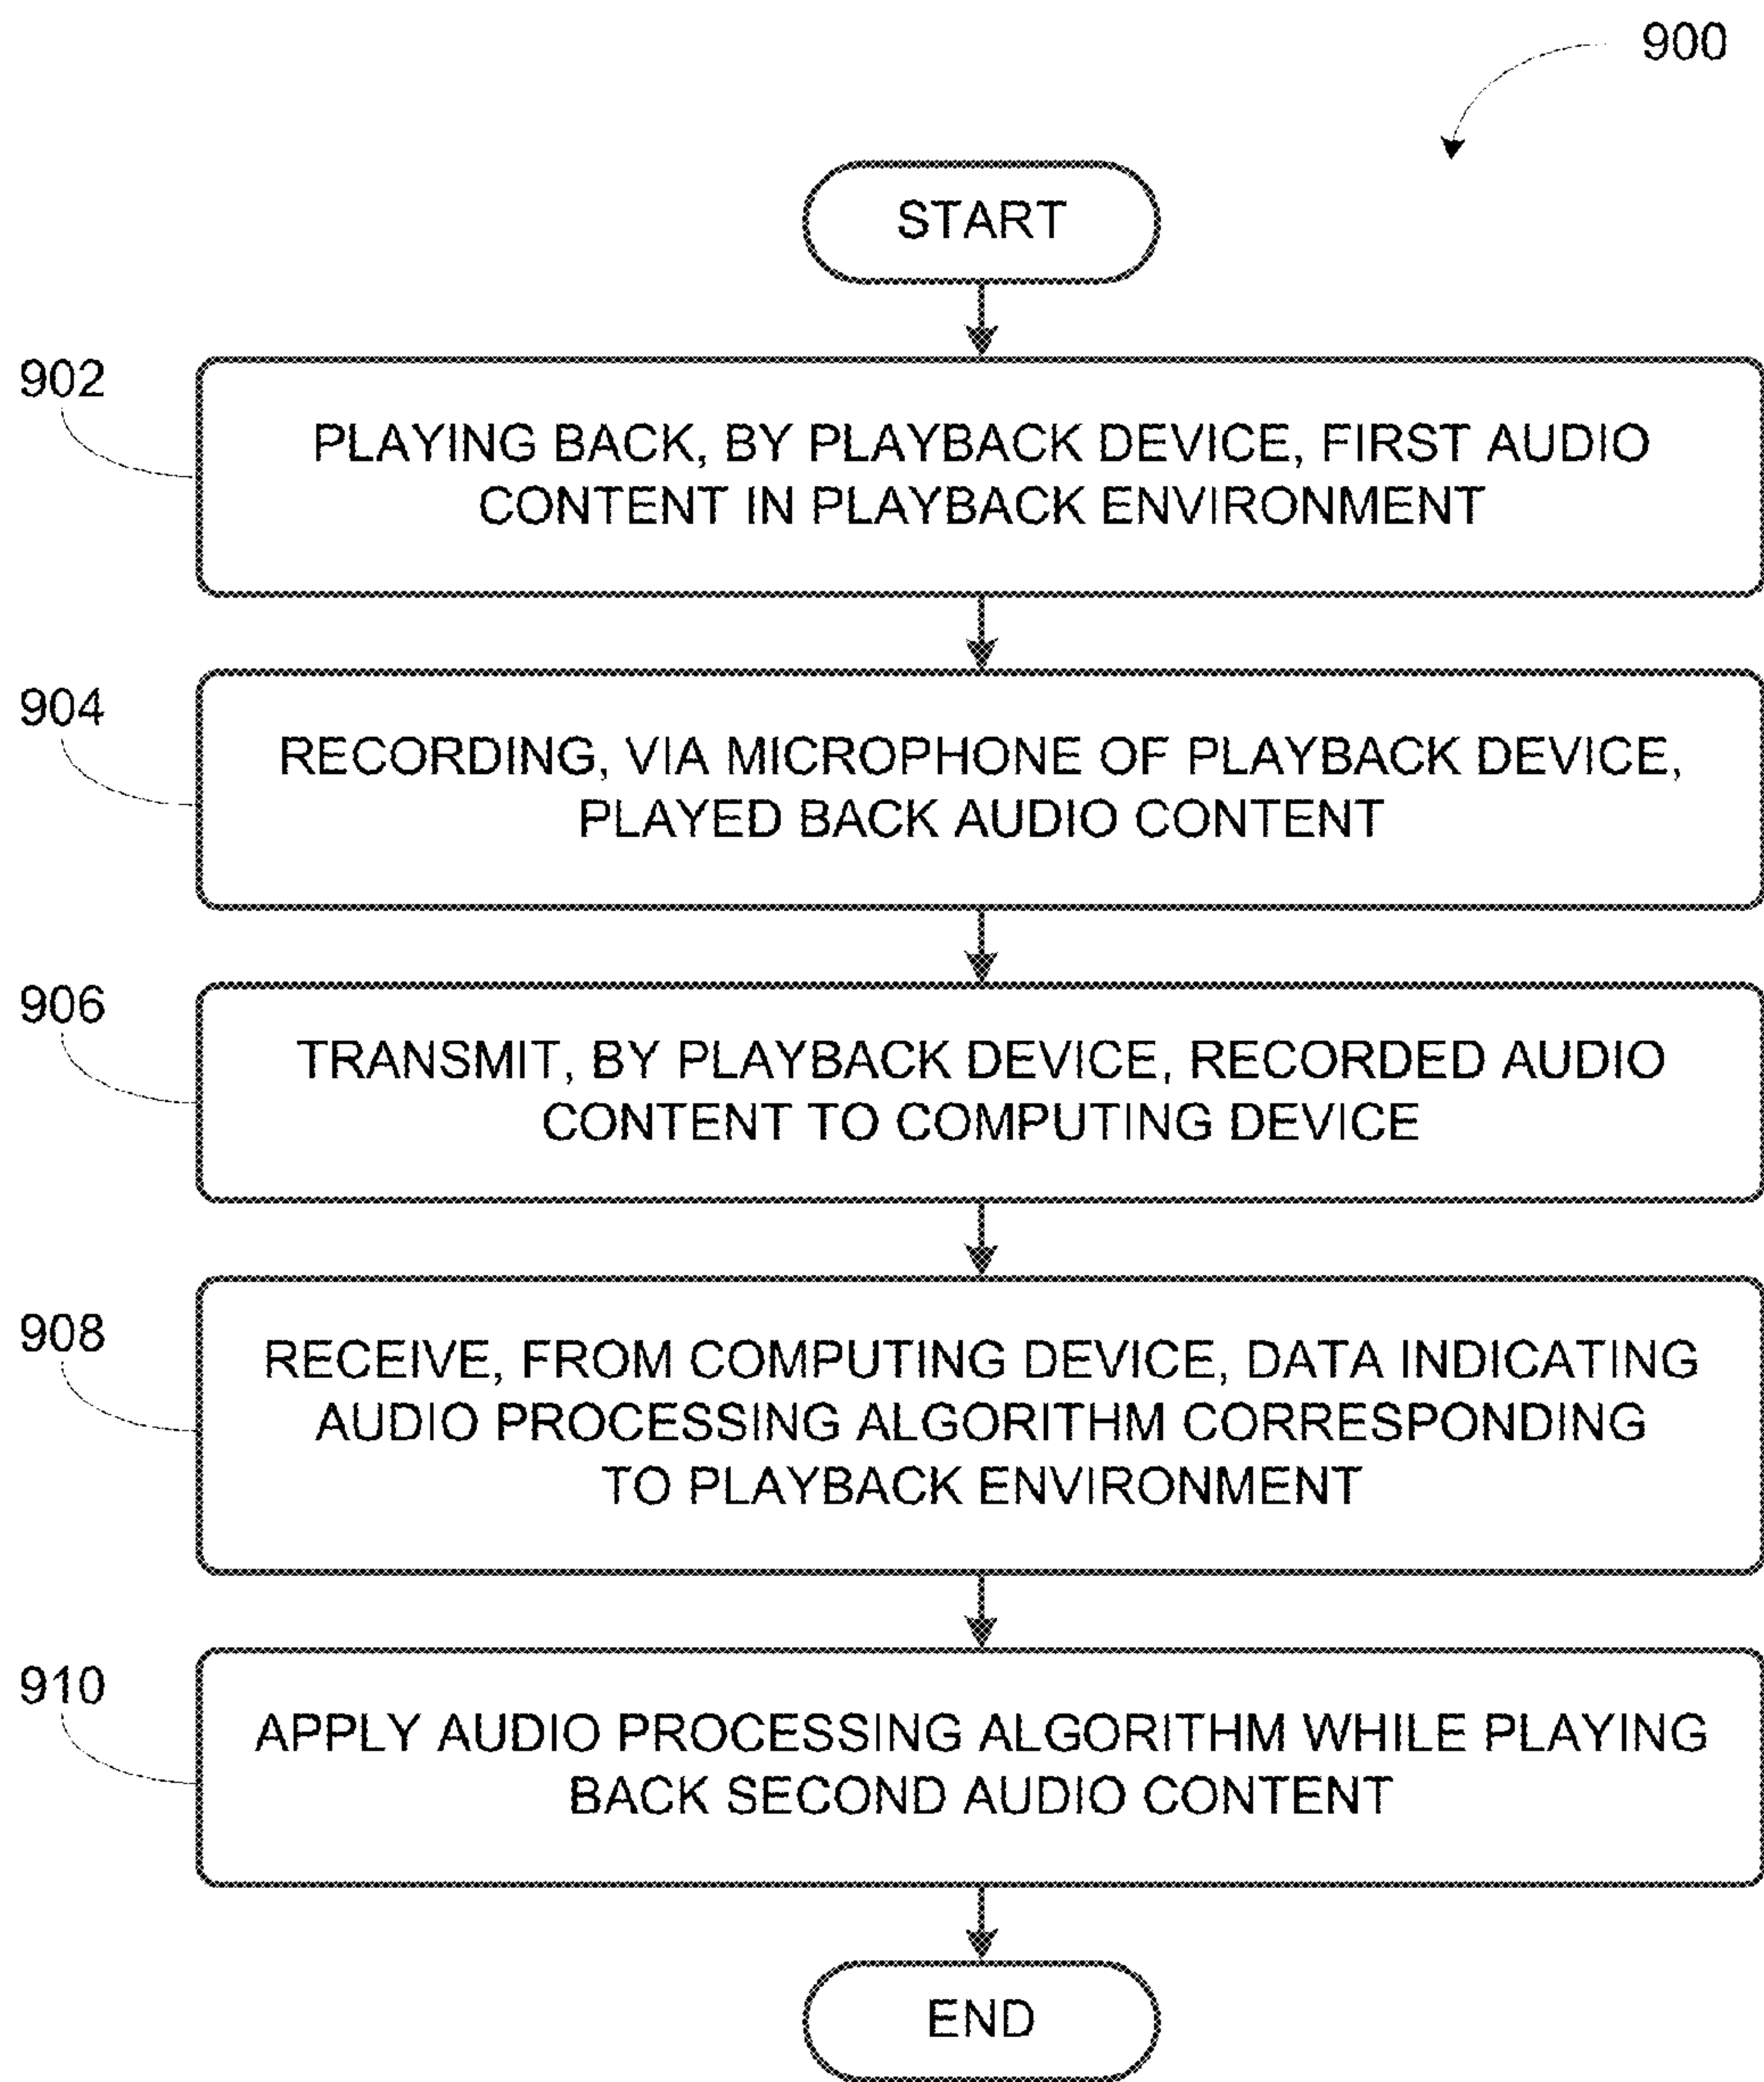 900
START
902
PLAYING BACK, BY PLAYBACK DEVICE, FIRST AUDIO
CONTENT IN PLAYBACK ENVIRONMENT
904
RECORDING, VIA MICROPHONE OF PLAYBACK DEVICE,
PLAYED BACK AUDIO CONTENT
906
TRANSMIT, BY PLAYBACK DEVICE, RECORDED AUDIO
CONTENT TO COMPUTING DEVICE
908
RECEIVE, FROM COMPUTING DEVICE, DATA INDICATING
AUDIO PROCESSING ALGORITHM CORRESPONDING
TO PLAYBACK ENVIRONMENT
910
APPLY AUDIO PROCESSING ALGORITHM WHILE PLAYING
BACK SECOND AUDIO CONTENT
END